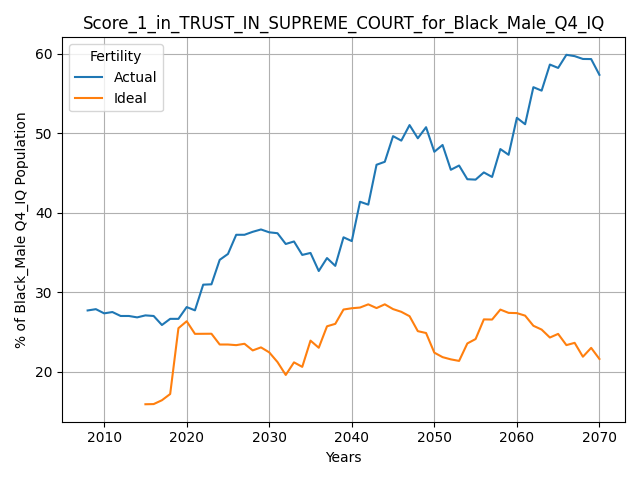 Score_1_in_TRUST_IN_SUPREME_COURT_for_Black_Male_Q4_IQ
Fertility
Actual
Ideal
% of Black_Male Q4_IQ Population
60
50
40
30
20
2010
2020
2030
2040
2050
2060
2070
Years